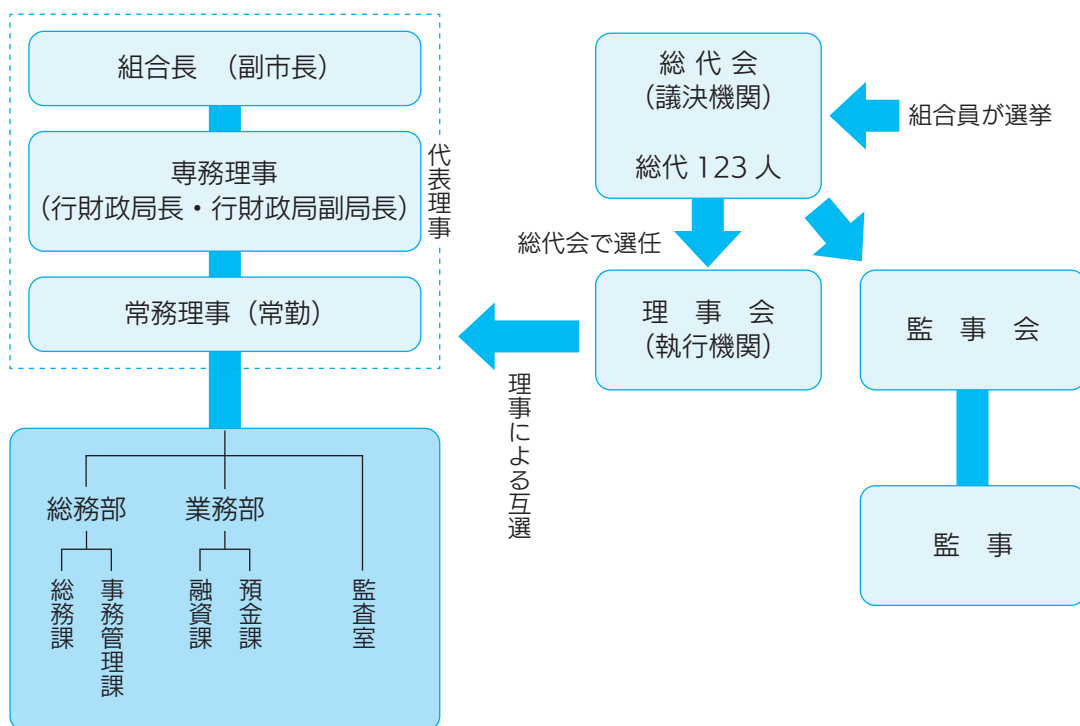 組合長 （副市長）
専務理事
（行財政局長・行財政局副局長）
常務理事（常勤）
代表理事
総務部
総務課
事務管理課
業務部
融資課
預金課
監査室
総代会
（議決機関）
総代 123 人
組合員が選挙
総代会で選任
理事会
（執行機関）
理事による互選
監事会
監事